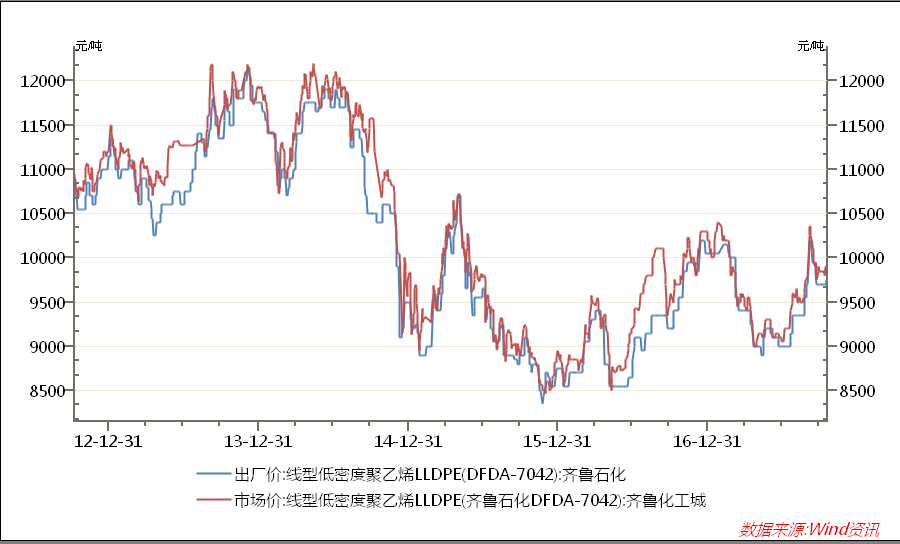 元/吨 元/吨
12000 12000
11500 11500
11000 11000
10500 10500
10000 10000
9500 9500
9000 9000
8500 8500
12-12-31 13-12-31 14-12-31 15-12-31 16-12-31
出厂价:线型低密度聚乙烯LLDPE(DFDA-7042):齐鲁石化
市场价:线型低密度聚乙烯LLDPE(齐鲁石化DFDA-7042):齐鲁化工城
数据来源:Wind资讯